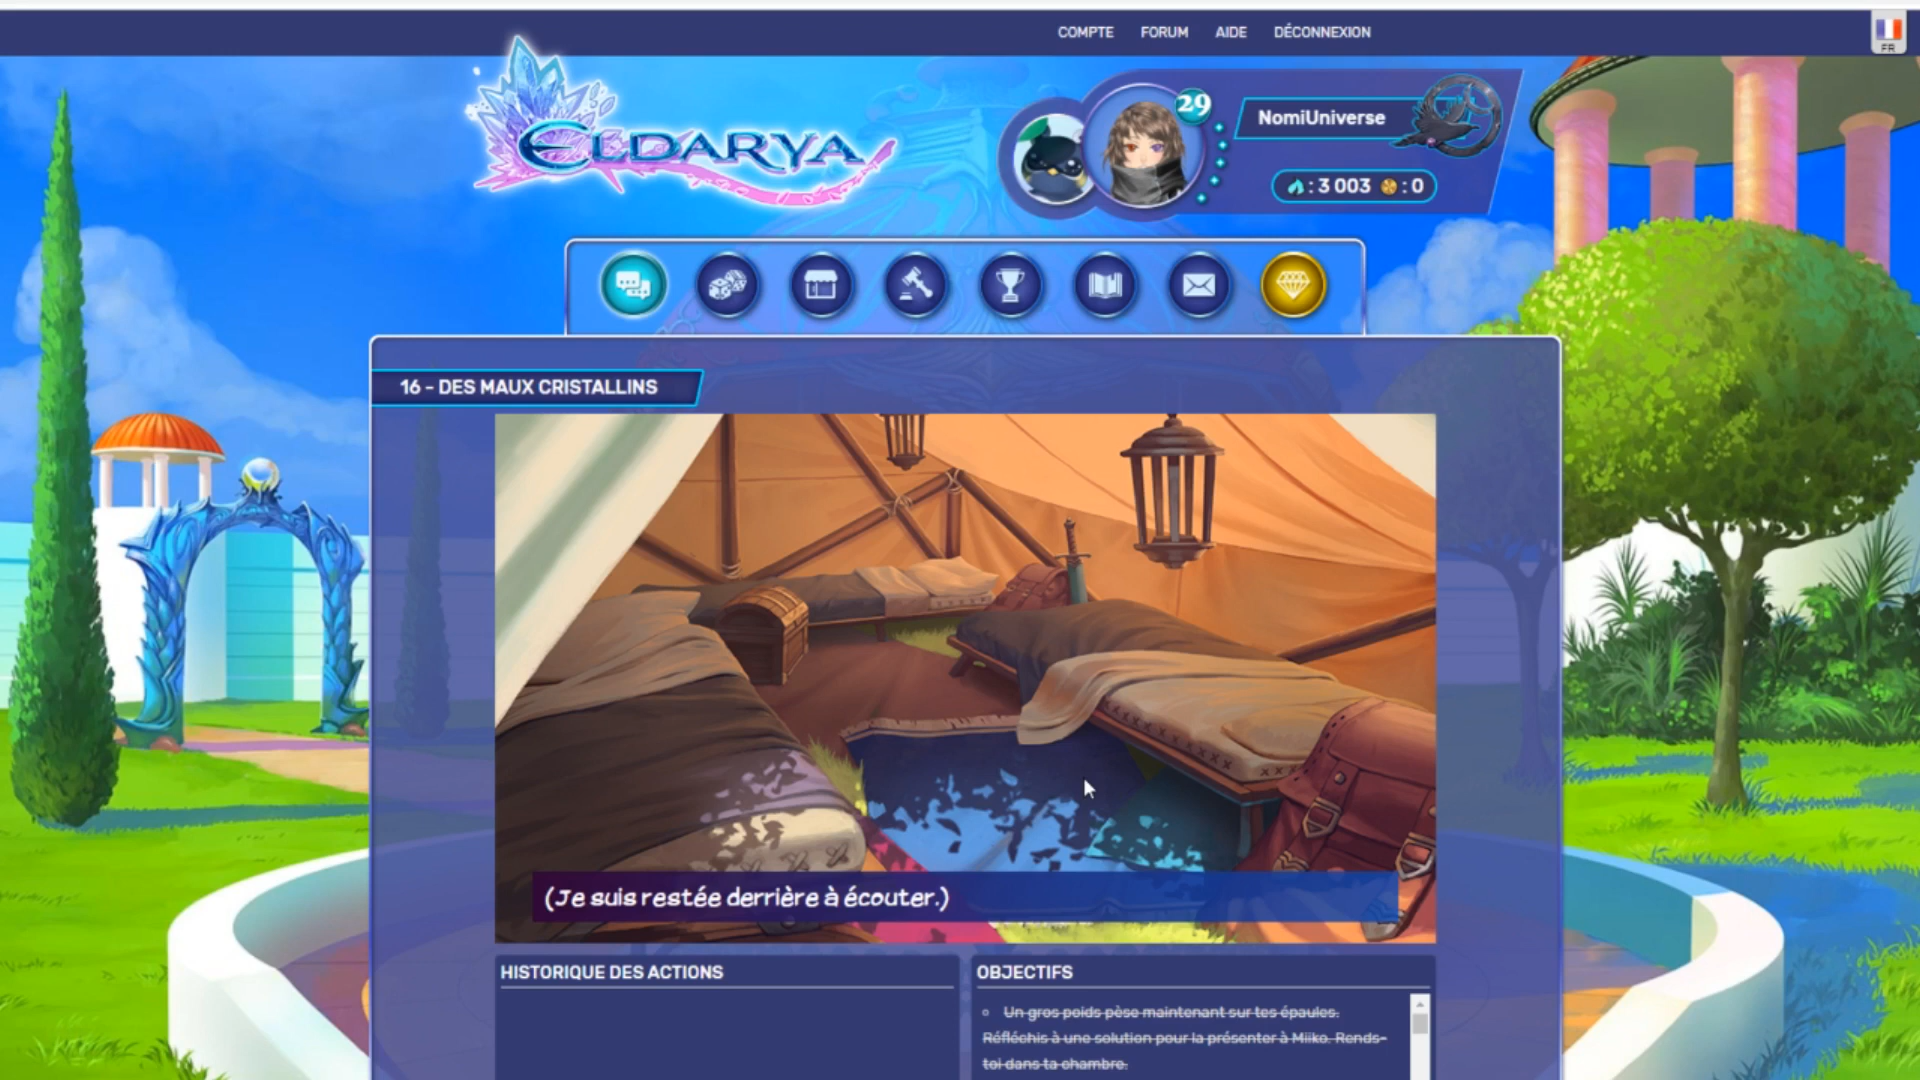 COMPTE FORUM AIDE DÉCONNEXION
FR
ELDARYA
29
NomiUniverse
: 3 003 : 0
16 - DES MAUX CRISTALLINS
(Je suis restée derrière à écouter.)
HISTORIQUE DES ACTIONS
OBJECTIFS
Un gros poids pèse maintenant sur tes épaules.
Réfléchis à une solution pour la présenter à Miiko. Rends-
toi dans ta chambre.